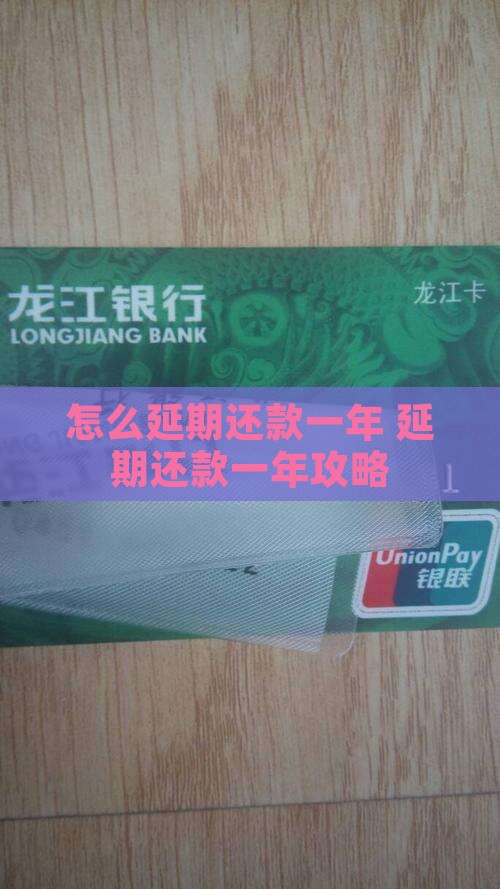 龙江银行
龙江卡
LONGJIANG BANK
怎么延期还款一年 延
期还款一年攻略
UnionPay
银联